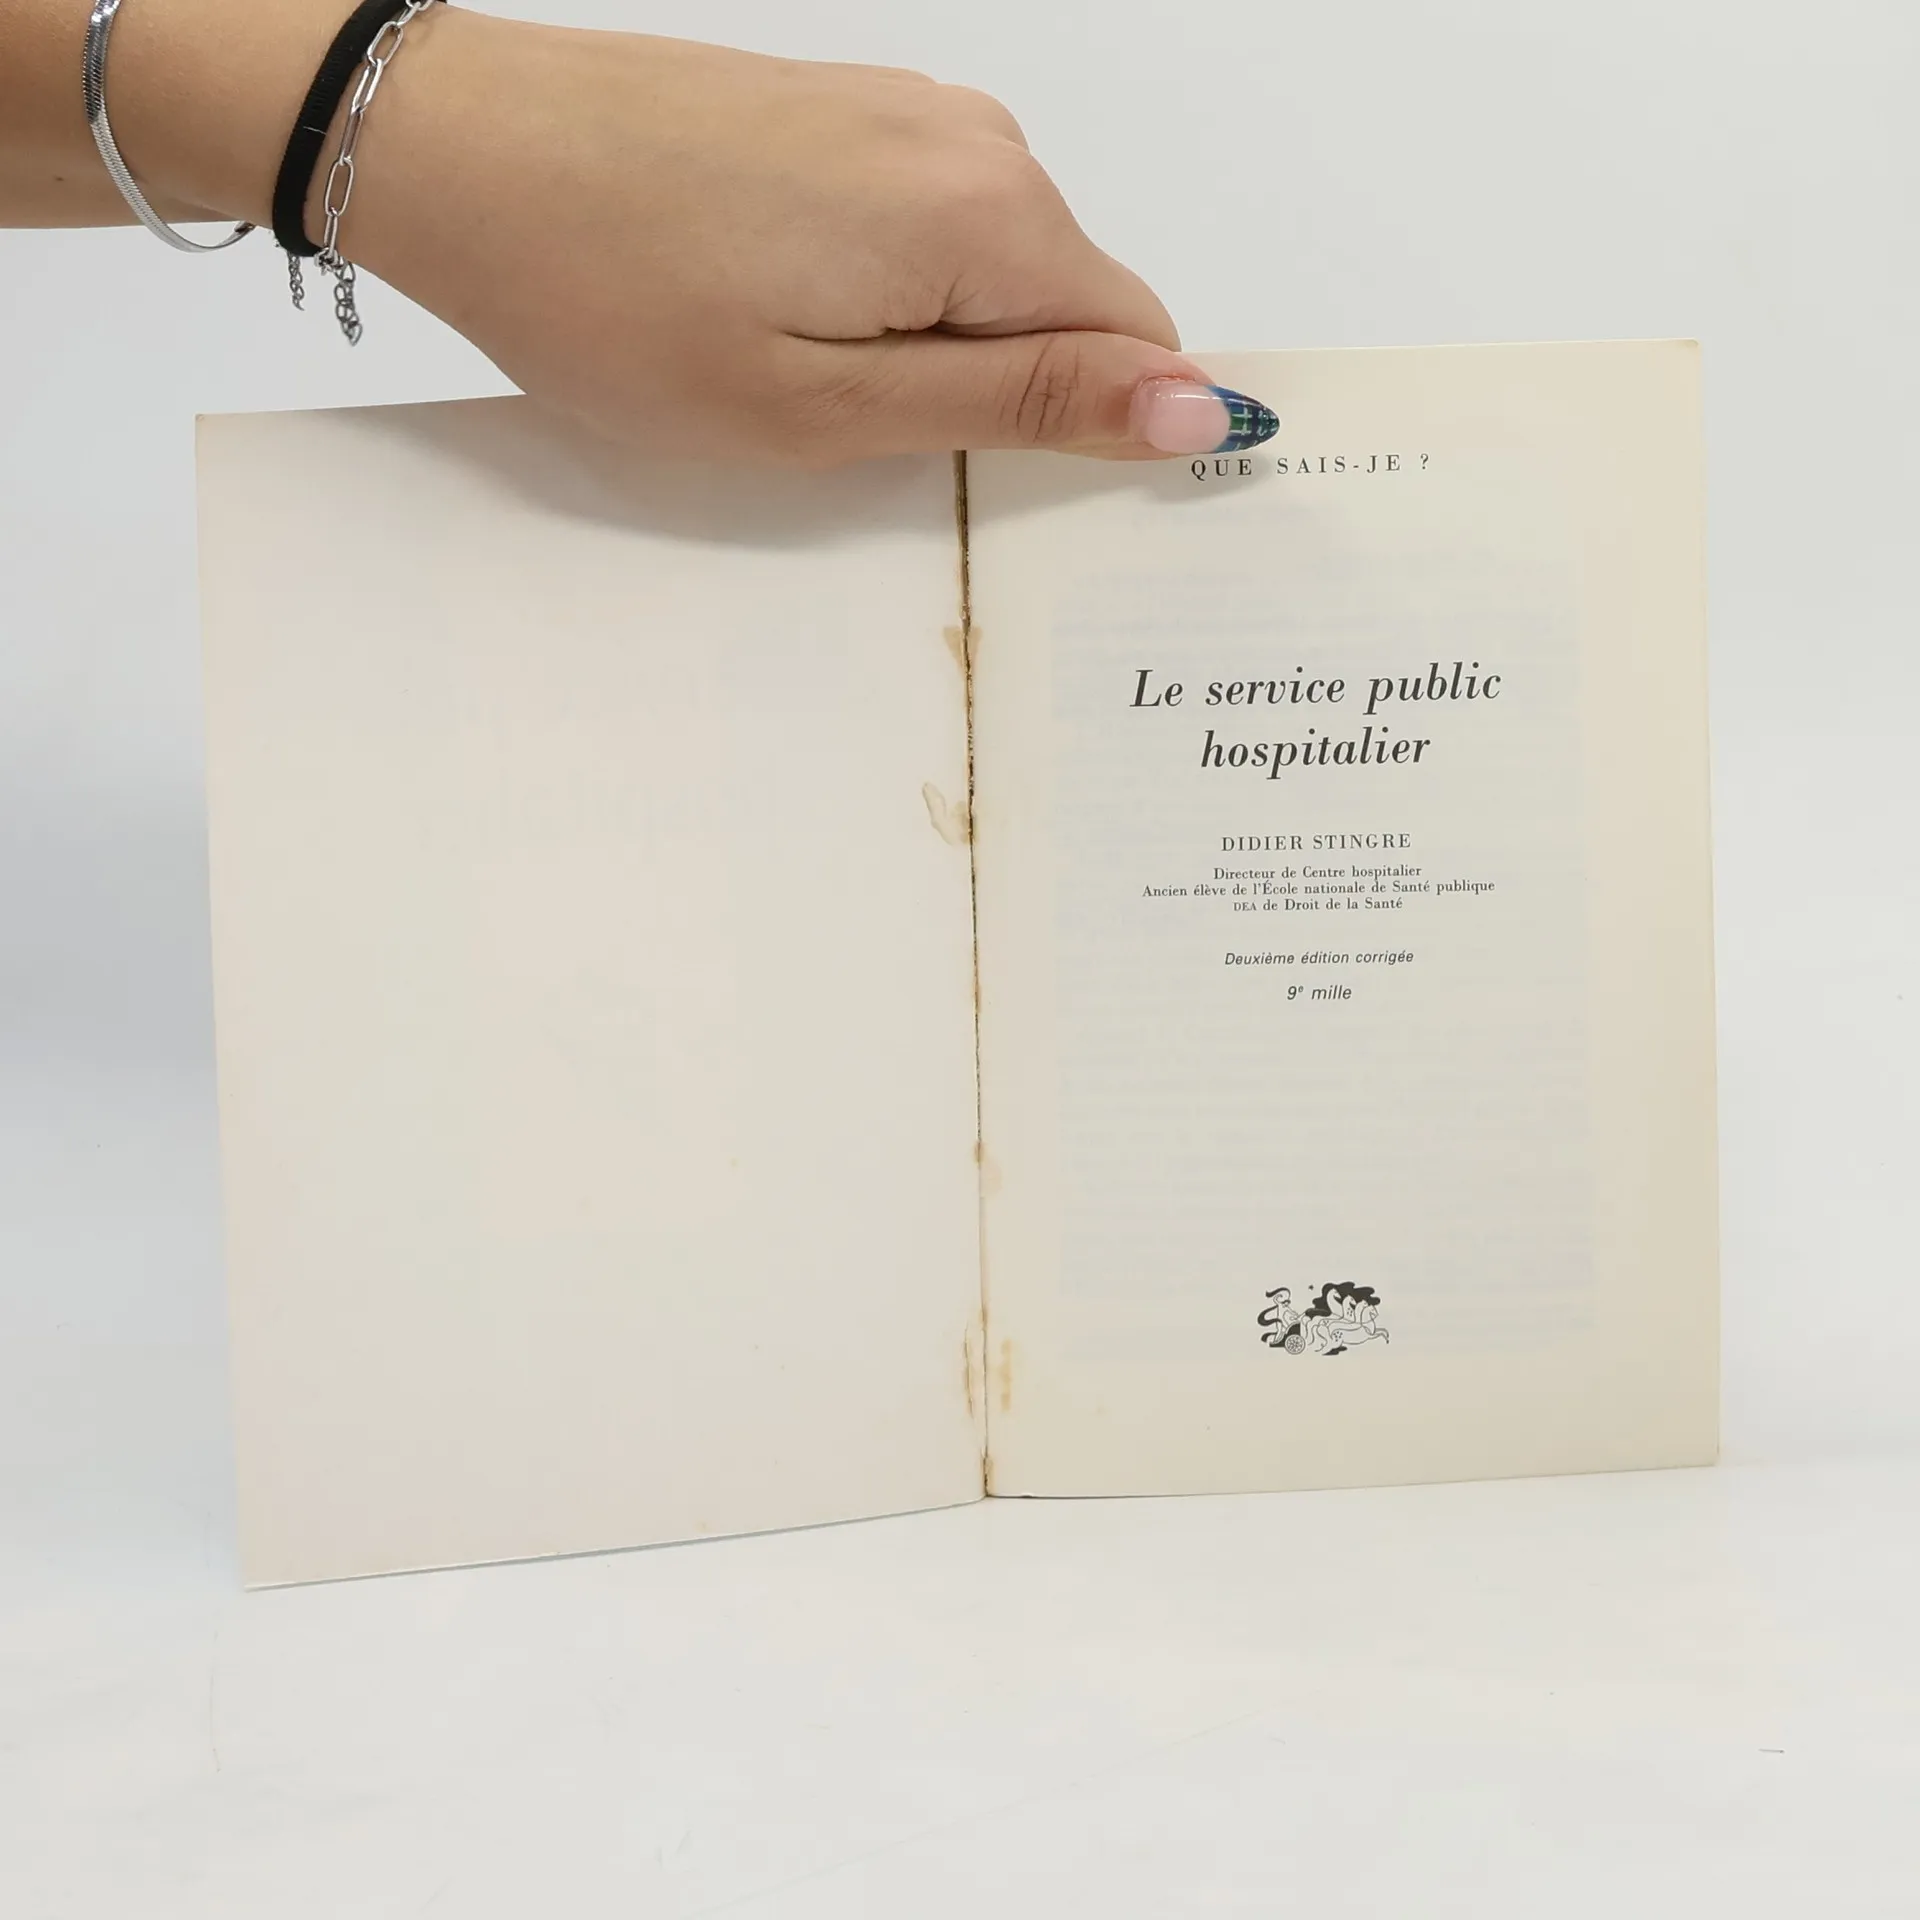 QUE SAIS-JE ?
Le service public
hospitalier
DIDIER STINGRE
Directeur de Centre hospitalier
Ancien élève de l'École nationale de Santé publique
DEA de Droit de la Santé
Deuxième édition corrigée
9e mille